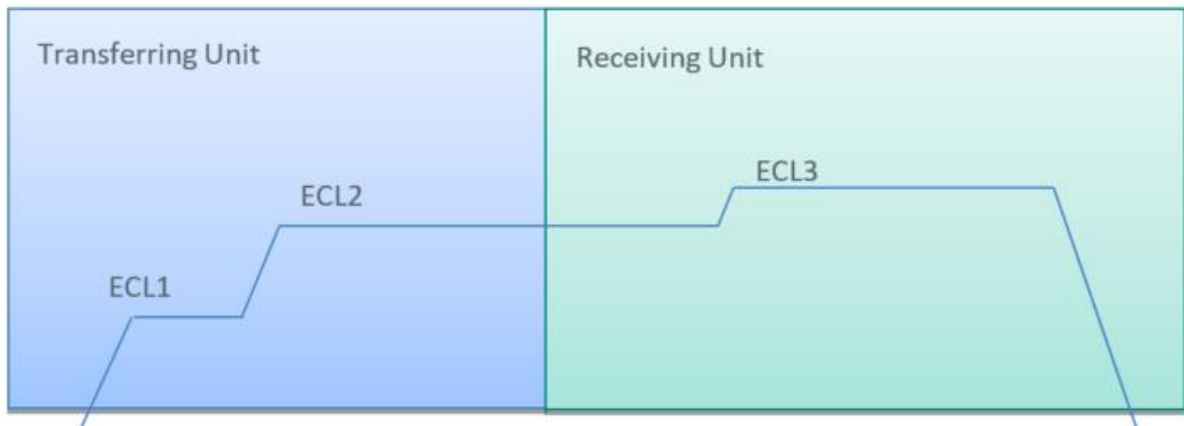 Transferring Unit
Receiving Unit
ECL3
ECL2
ECL1